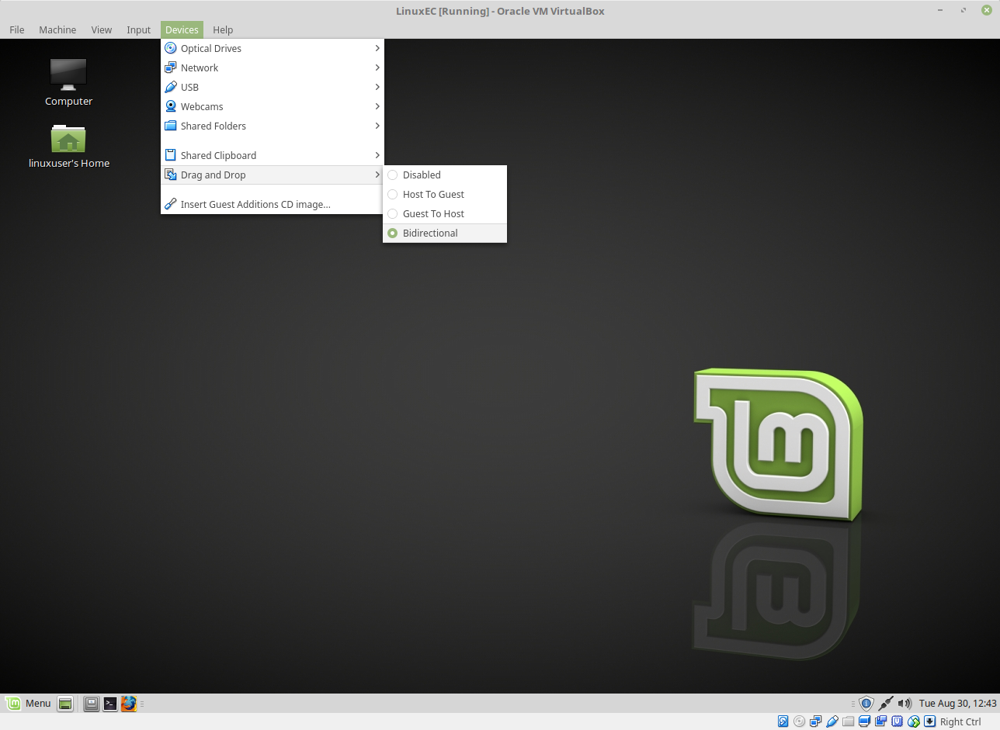 LinuxEC [Running] - Oracle VM VirtualBox
File Machine View Input Devices Help
Optical Drives
Network
USB
Webcams
Shared Folders
Shared Clipboard
Drag and Drop
Insert Guest Additions CD image...
Disabled
Host To Guest
Guest To Host
Bidirectional
Computer
linuxuser's Home
Menu
Tue Aug 30, 12:43
Right Ctrl